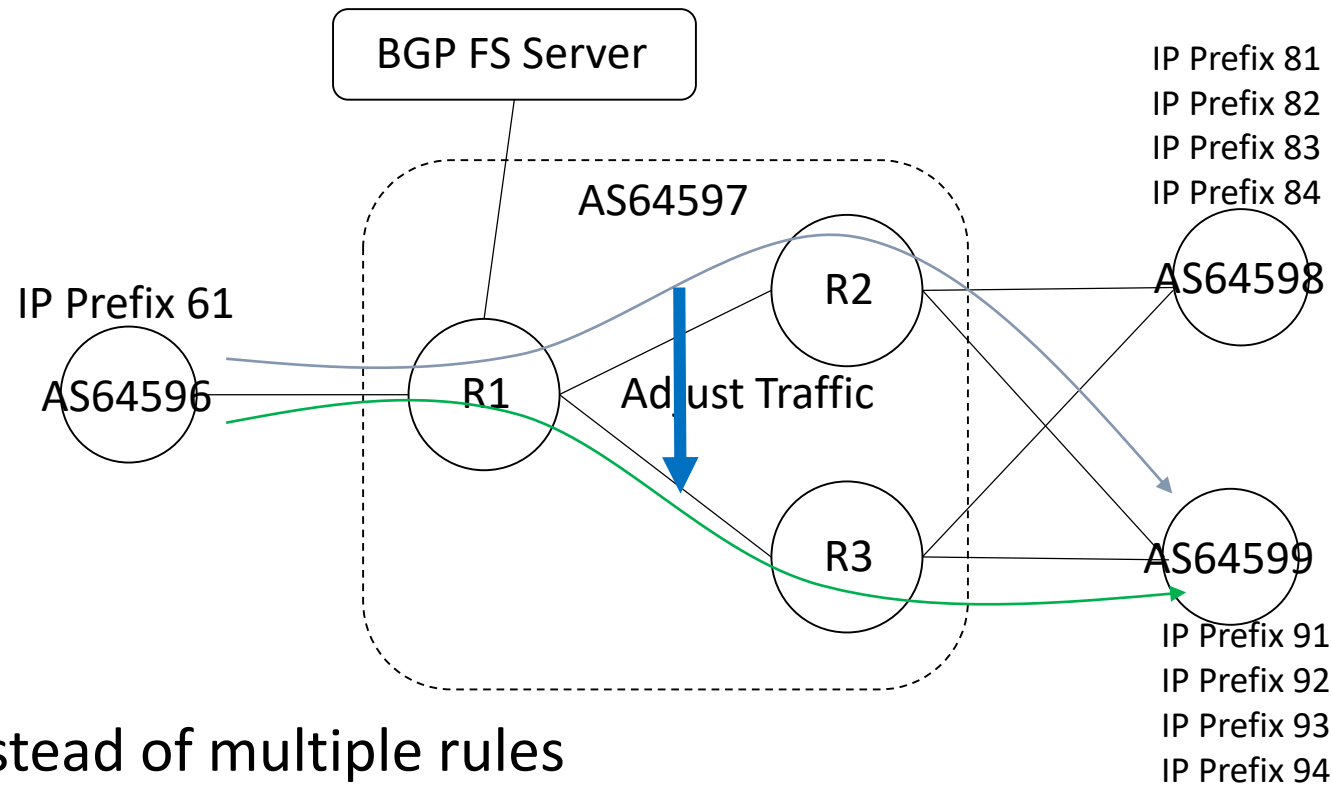 BGP FS Server
IP Prefix 81
IP Prefix 82
IP Prefix 83
IP Prefix 84
AS64597
R2
AS64598
IP Prefix 61
AS64596
R1
Adjust Traffic
R3
AS64599
IP Prefix 91
IP Prefix 92
IP Prefix 93
IP Prefix 94
stead of multiple rules